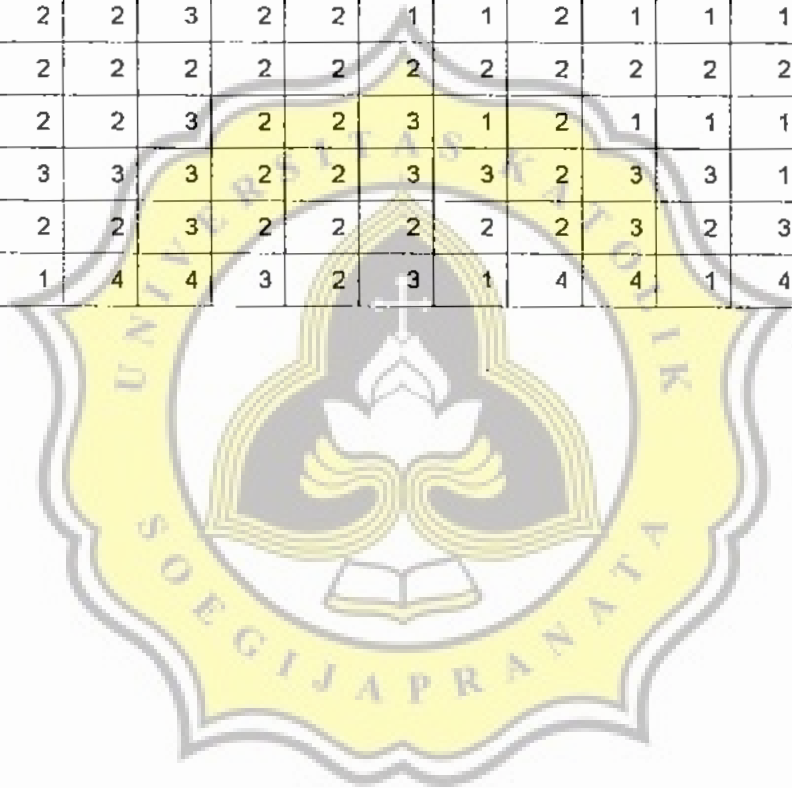 2 2 3 2 2 1 1 2 1 1 1
2 2 2 2 2 2 2 2 2 2 2
2 2 3 2 2 3 1 2 1 1 1
3 3 3 2 2 3 3 2 3 3 1
2 2 3 2 2 2 2 2 3 2 3
1 4 4 3 2 3 1 4 4 1 4
UNIVERSITAS KATOLIK
SOEGIJAPRANATA